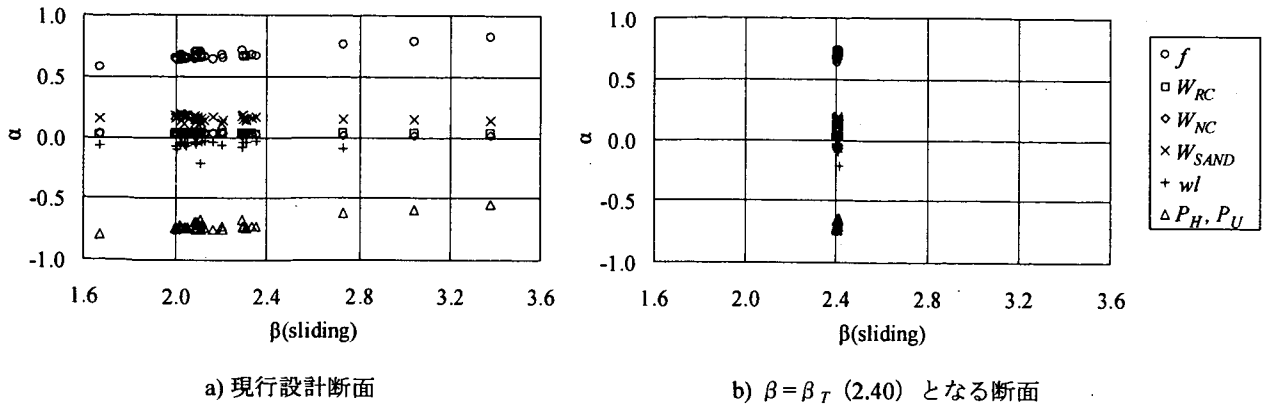 1.0
0.5
0.0
-0.5
-1.0
α
1.6 2.0 2.4 2.8 3.2 3.6
β(sliding)
a) 現行設計断面
1.0
0.5
0.0
-0.5
-1.0
α
1.6 2.0 2.4 2.8 3.2 3.6
β(sliding)
b) β=β_T (2.40) となる断面
f
W_RC
W_NC
W_SAND
wl
P_H, P_U